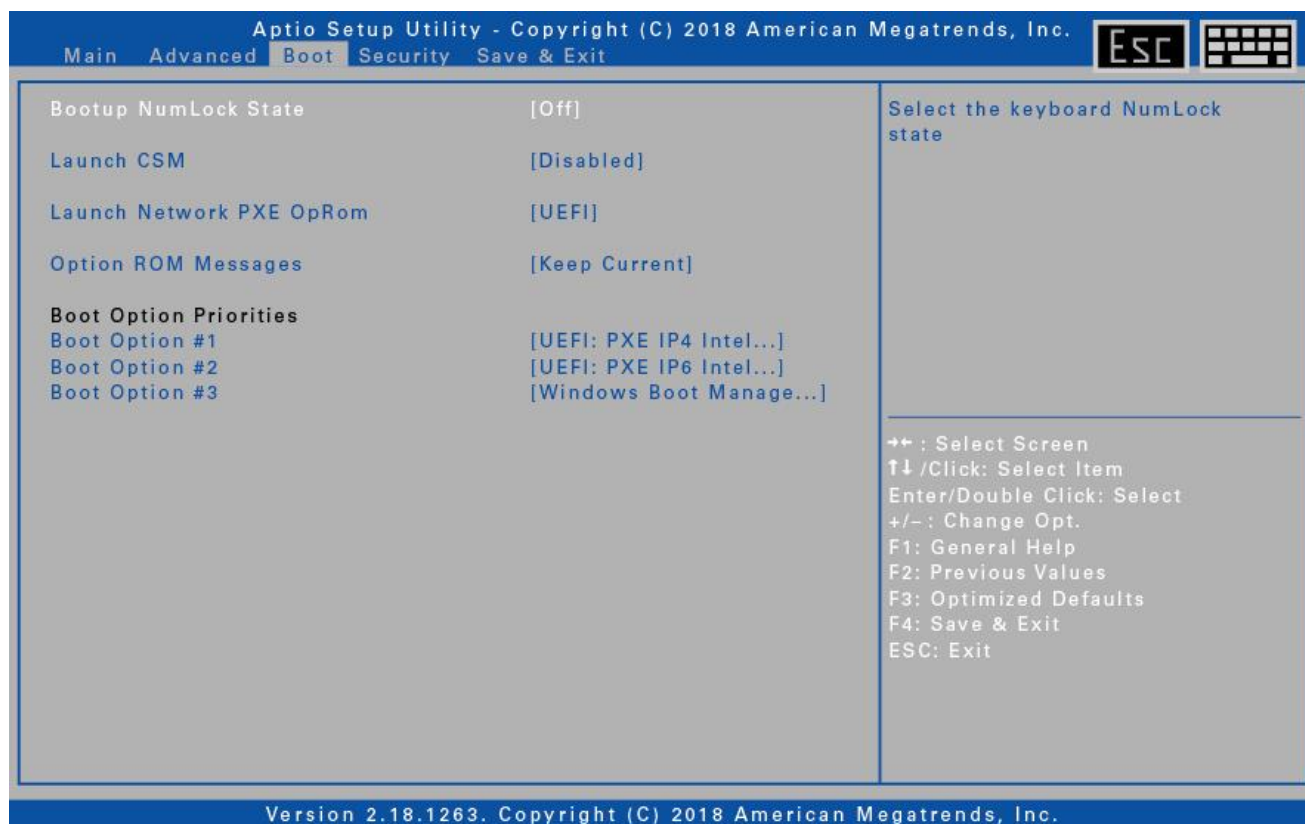 Aptio Setup Utility - Copyright (C) 2018 American Megatrends, Inc.
Main Advanced Boot Security Save & Exit
Esc
Bootup NumLock State [Off]
Launch CSM [Disabled]
Launch Network PXE OpRom [UEFI]
Option ROM Messages [Keep Current]
Boot Option Priorities
Boot Option #1 [UEFI: PXE IP4 Intel...]
Boot Option #2 [UEFI: PXE IP6 Intel...]
Boot Option #3 [Windows Boot Manage...]
Select the keyboard NumLock
state
→← : Select Screen
↑↓ /Click: Select Item
Enter/Double Click: Select
+/– : Change Opt.
F1: General Help
F2: Previous Values
F3: Optimized Defaults
F4: Save & Exit
ESC: Exit
Version 2.18.1263. Copyright (C) 2018 American Megatrends, Inc.